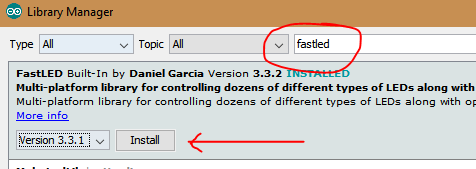 Library Manager
Type All Topic All fastled
FastLED Built-In by Daniel Garcia Version 3.3.2 INSTALLED
Multi-platform library for controlling dozens of different types of LEDs along with
Multi-platform library for controlling dozens of different types of LEDs along with op
More info
Version 3.3.1 Install